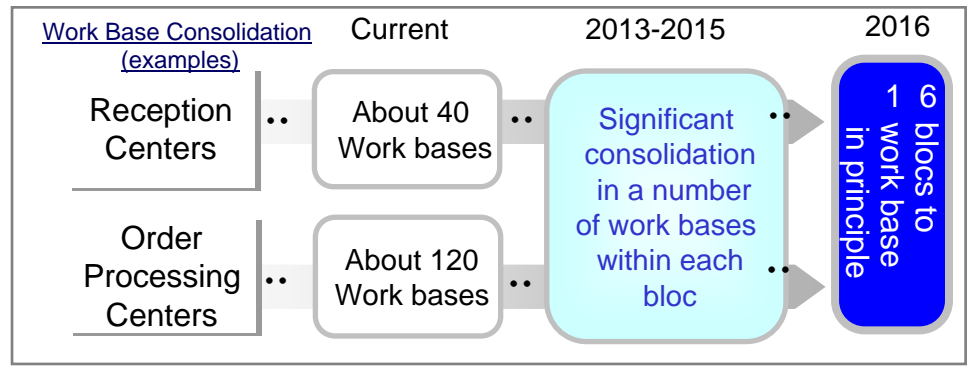 Work Base Consolidation
(examples)
Current
2013-2015
2016
Reception
Centers
About 40
Work bases
Order
Processing
Centers
About 120
Work bases
Significant
consolidation
in a number
of work bases
within each
bloc
6 blocs to
1 work base
in principle